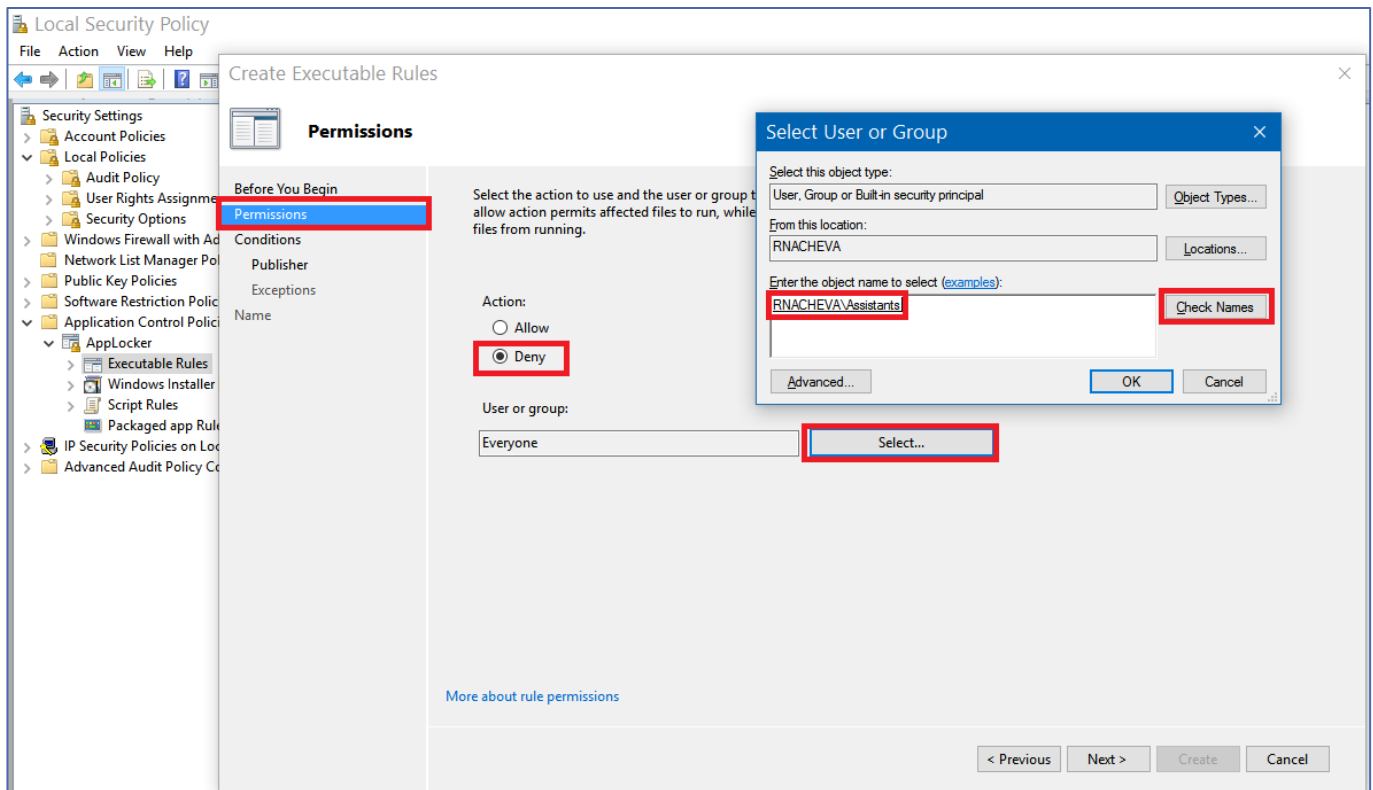 Local Security Policy
File Action View Help
Security Settings
Account Policies
Local Policies
Audit Policy
User Rights Assignme
Security Options
Windows Firewall with Ad
Network List Manager Pol
Public Key Policies
Software Restriction Polic
Application Control Polici
AppLocker
Executable Rules
Windows Installer
Script Rules
Packaged app Rule
IP Security Policies on Loc
Advanced Audit Policy Co
Create Executable Rules
Permissions
Before You Begin
Permissions
Conditions
Publisher
Exceptions
Name
Select the action to use and the user or group t
allow action permits affected files to run, while
files from running.
Action:
Allow
Deny
User or group:
Everyone
Select...
More about rule permissions
< Previous Next > Create Cancel
Select User or Group
Select this object type:
User, Group or Built-in security principal
Object Types...
From this location:
RNACHEVA
Locations...
Enter the object name to select (examples):
RNACHEVA\Assistants
Check Names
Advanced...
OK
Cancel